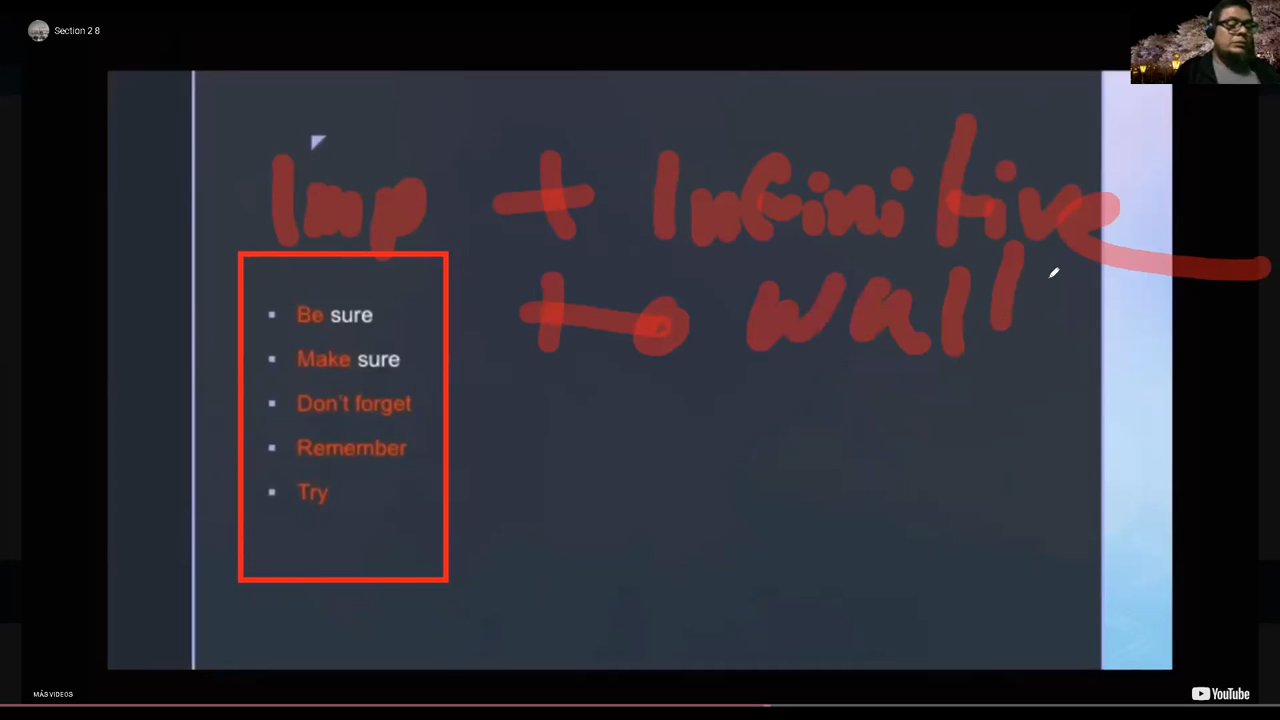 Section 2 8
Imp + Infinitive
to wall
Be sure
Make sure
Don't forget
Remember
Try
MÁS VIDEOS
YouTube